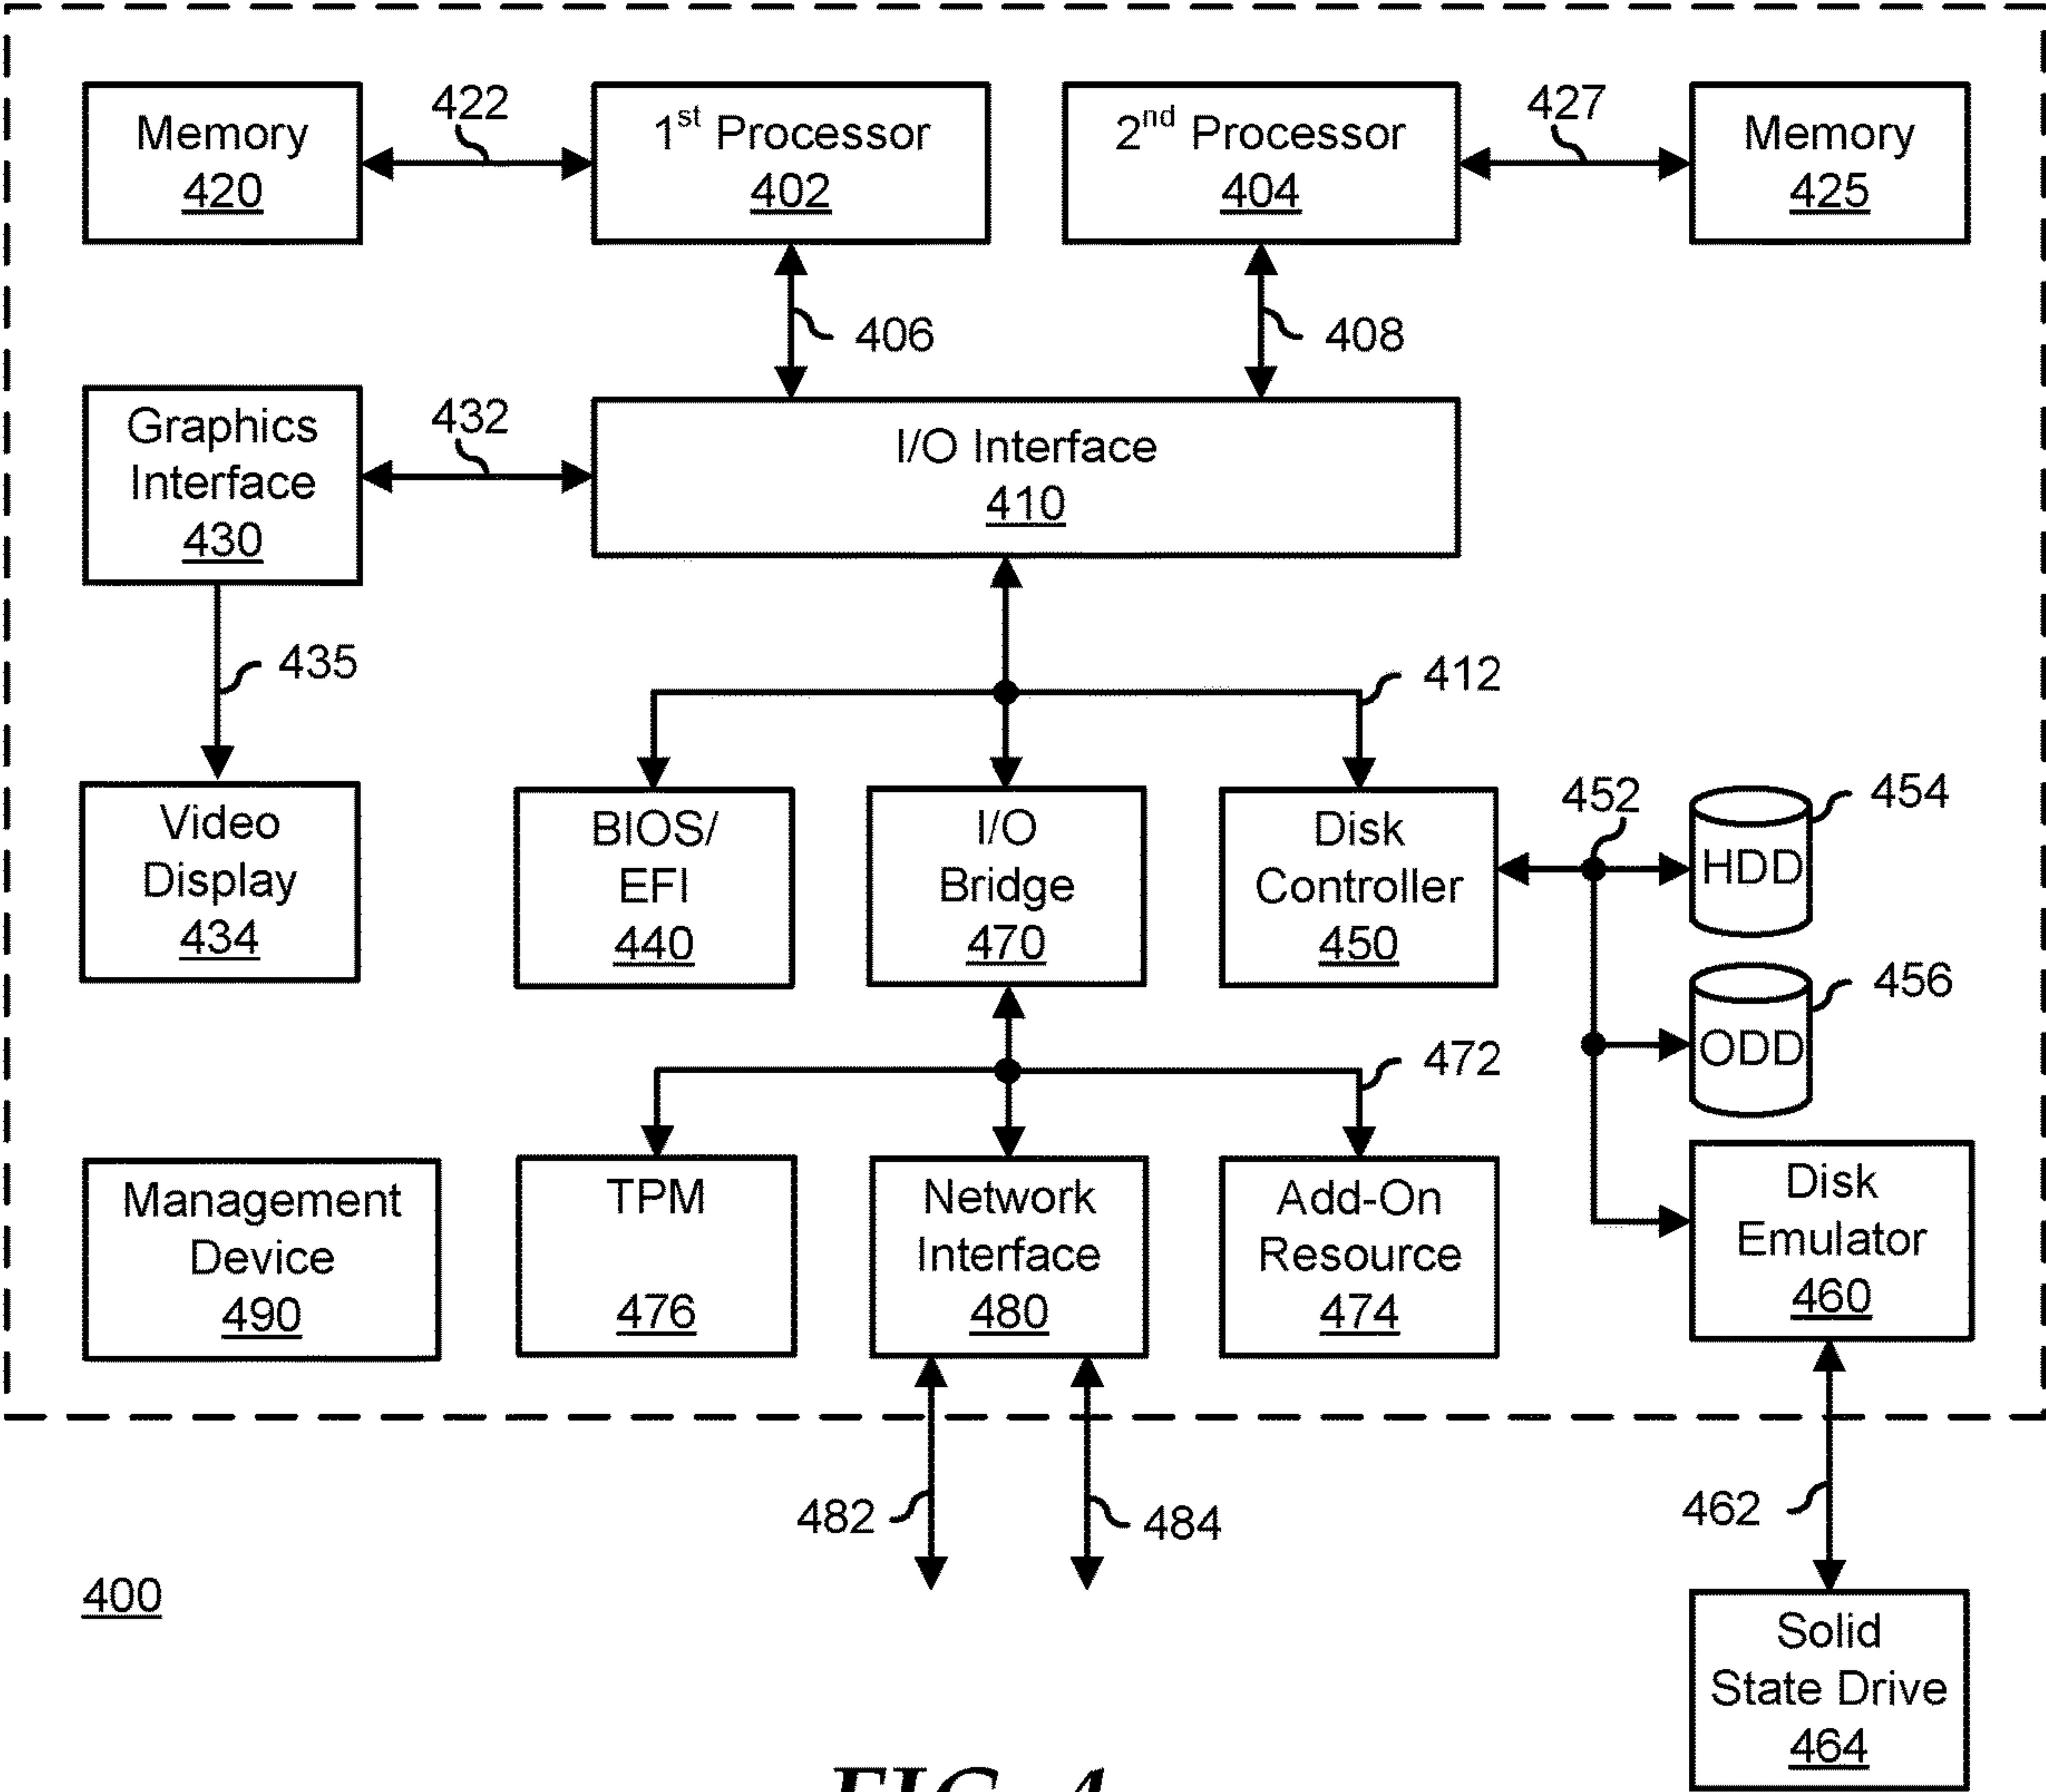 Memory
420
422
1st Processor
402
2nd Processor
404
427
Memory
425
406
408
Graphics
Interface
430
432
I/O Interface
410
435
412
Video
Display
434
BIOS/
EFI
440
I/O
Bridge
470
Disk
Controller
450
452
HDD
454
ODD
456
472
Management
Device
490
TPM
476
Network
Interface
480
Add-On
Resource
474
Disk
Emulator
460
482
484
462
400
Solid
State Drive
464
FIG. 4